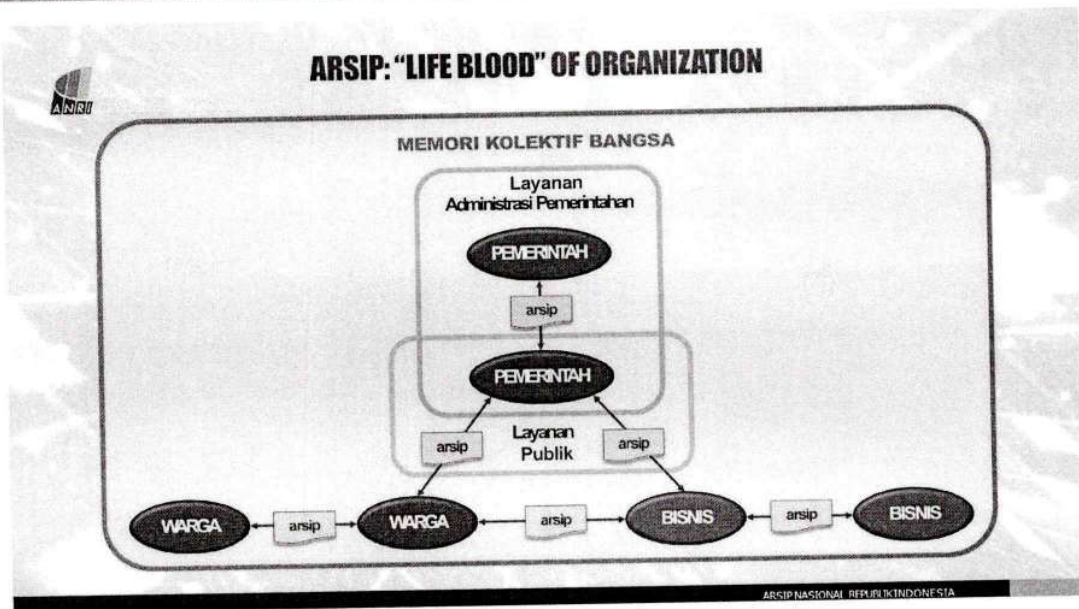 ARSIP: "LIFE BLOOD" OF ORGANIZATION
ANRI
MEMORI KOLEKTIF BANGSA
Layanan
Administrasi Pemerintahan
PEMERINTAH
arsip
PEMERINTAH
arsip
Layanan
Publik
arsip
WARGA
arsip
WARGA
arsip
BISNIS
arsip
BISNIS
ARSIP NASIONAL REPUBLIK INDONESIA